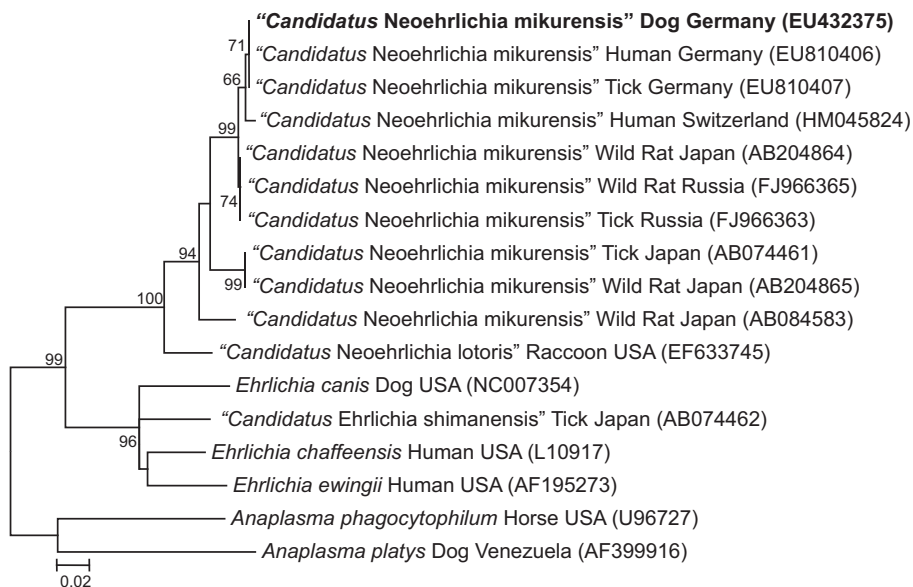 “Candidatus Neoehrlichia mikurensis” Dog Germany (EU432375)
71
“Candidatus Neoehrlichia mikurensis” Human Germany (EU810406)
66
“Candidatus Neoehrlichia mikurensis” Tick Germany (EU810407)
“Candidatus Neoehrlichia mikurensis” Human Switzerland (HM045824)
99
“Candidatus Neoehrlichia mikurensis” Wild Rat Japan (AB204864)
“Candidatus Neoehrlichia mikurensis” Wild Rat Russia (FJ966365)
74
“Candidatus Neoehrlichia mikurensis” Tick Russia (FJ966363)
94
“Candidatus Neoehrlichia mikurensis” Tick Japan (AB074461)
99
“Candidatus Neoehrlichia mikurensis” Wild Rat Japan (AB204865)
100
“Candidatus Neoehrlichia mikurensis” Wild Rat Japan (AB084583)
“Candidatus Neoehrlichia lotoris” Raccoon USA (EF633745)
99
Ehrlichia canis Dog USA (NC007354)
“Candidatus Ehrlichia shimanensis” Tick Japan (AB074462)
96
Ehrlichia chaffeensis Human USA (L10917)
Ehrlichia ewingii Human USA (AF195273)
Anaplasma phagocytophilum Horse USA (U96727)
Anaplasma platys Dog Venezuela (AF399916)
0.02